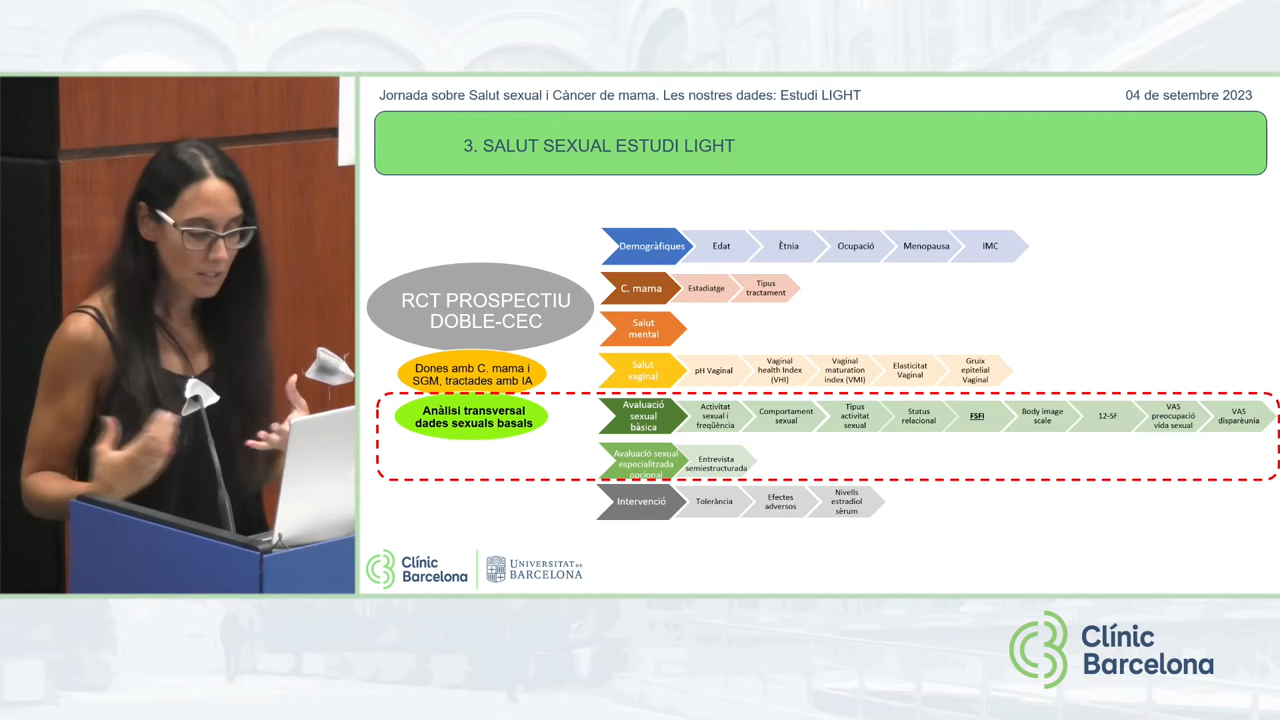 Jornada sobre Salut sexual i Càncer de mama. Les nostres dades: Estudi LIGHT
04 de setembre 2023
3. SALUT SEXUAL ESTUDI LIGHT
RCT PROSPECTIU
DOBLE-CEC
Dones amb C. mama i
SGM, tractades amb IA
Anàlisi transversal
dades sexuals basals
Demogràfiques
Edat
Ètnia
Ocupació
Menopausa
IMC
C. mama
Estadiatge
Tipus
tractament
Salut
mental
Salut
vaginal
pH Vaginal
Vaginal
health Index
(VHI)
Vaginal
maturation
index (VMI)
Elasticitat
Vaginal
Gruix
epitelial
Vaginal
Avaluació
sexual
bàsica
Activitat
sexual i
freqüència
Comportament
sexual
Tipus
activitat
sexual
Status
relacional
FSFI
Body image
scale
12-SF
VAS
preocupació
vida sexual
VAS
disparèunia
Avaluació sexual
especialitzada
opcional
Entrevista
semiestructurada
Intervenció
Tolerància
Efectes
adversos
Nivells
estradiol
sèrum
Clínic
Barcelona
UNIVERSITAT DE
BARCELONA
Clínic
Barcelona